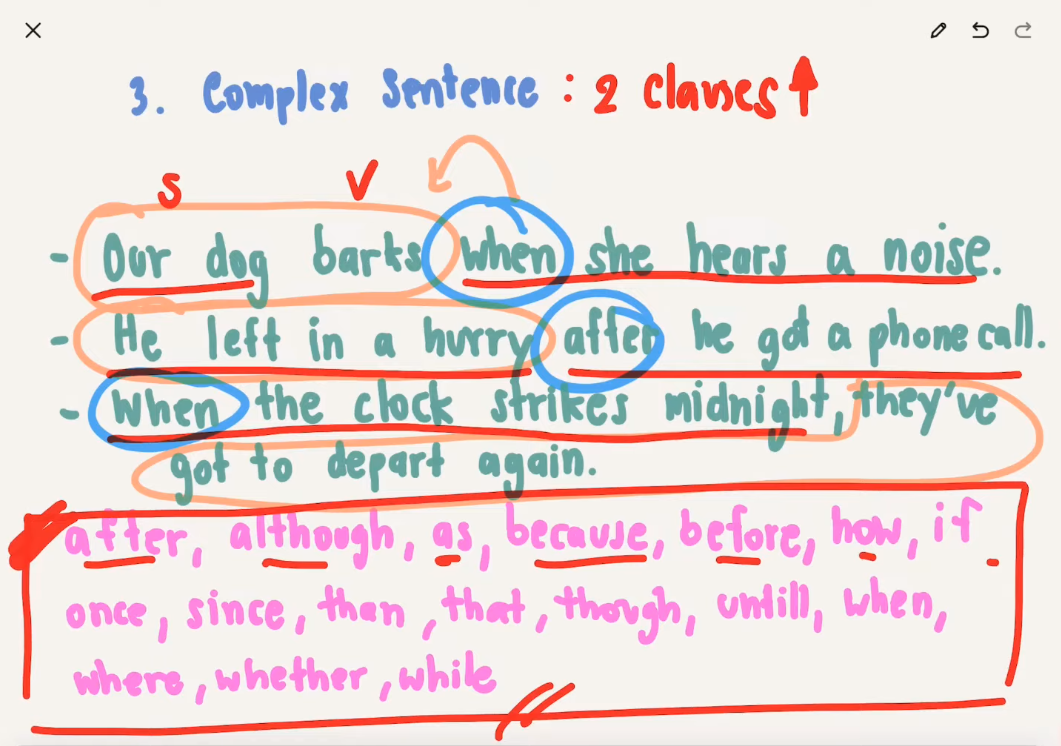 3. Complex Sentence : 2 Clauses ↑
S V
- Our dog barks when she hears a noise.
- He left in a hurry after he got a phone call.
- When the clock strikes midnight, they've
got to depart again.
after, although, as, because, before, how, if
once, since, than, that, though, untill, when,
where, whether, while